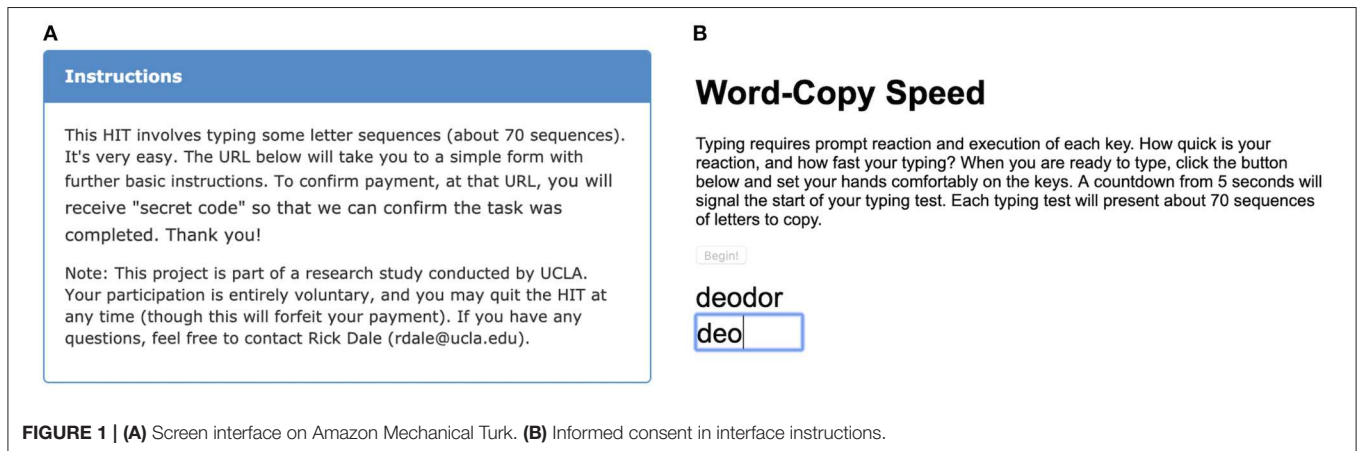 A
Instructions
This HIT involves typing some letter sequences (about 70 sequences).
It's very easy. The URL below will take you to a simple form with
further basic instructions. To confirm payment, at that URL, you will
receive "secret code" so that we can confirm the task was
completed. Thank you!
Note: This project is part of a research study conducted by UCLA.
Your participation is entirely voluntary, and you may quit the HIT at
any time (though this will forfeit your payment). If you have any
questions, feel free to contact Rick Dale (rdale@ucla.edu).
B
Word-Copy Speed
Typing requires prompt reaction and execution of each key. How quick is your
reaction, and how fast your typing? When you are ready to type, click the button
below and set your hands comfortably on the keys. A countdown from 5 seconds will
signal the start of your typing test. Each typing test will present about 70 sequences
of letters to copy.
Begin!
deodor
deo
FIGURE 1 | (A) Screen interface on Amazon Mechanical Turk. (B) Informed consent in interface instructions.